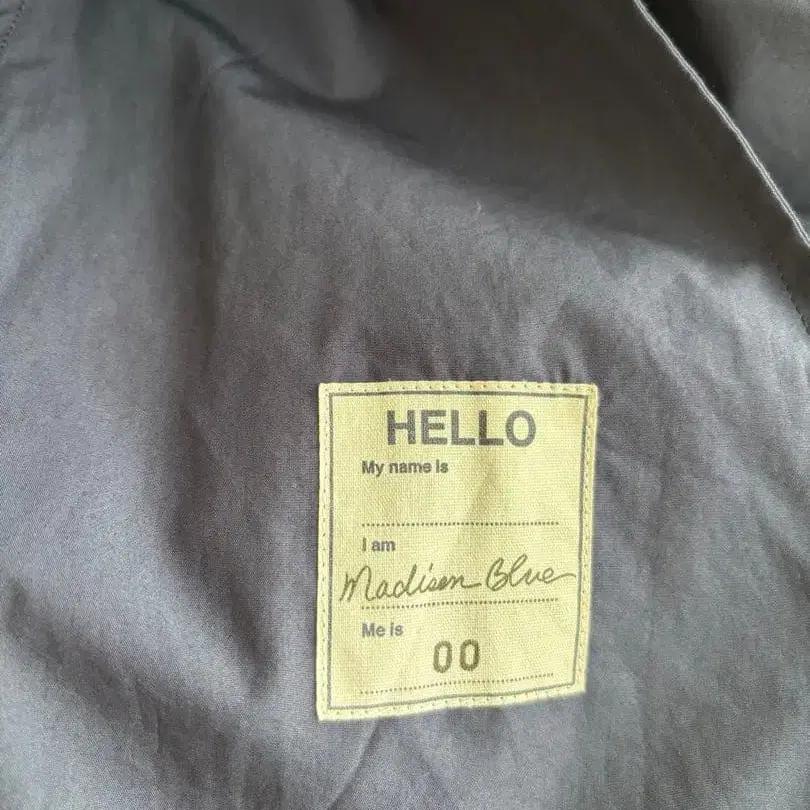 HELLO
My name is
I am
Madison Blue
Me is
00